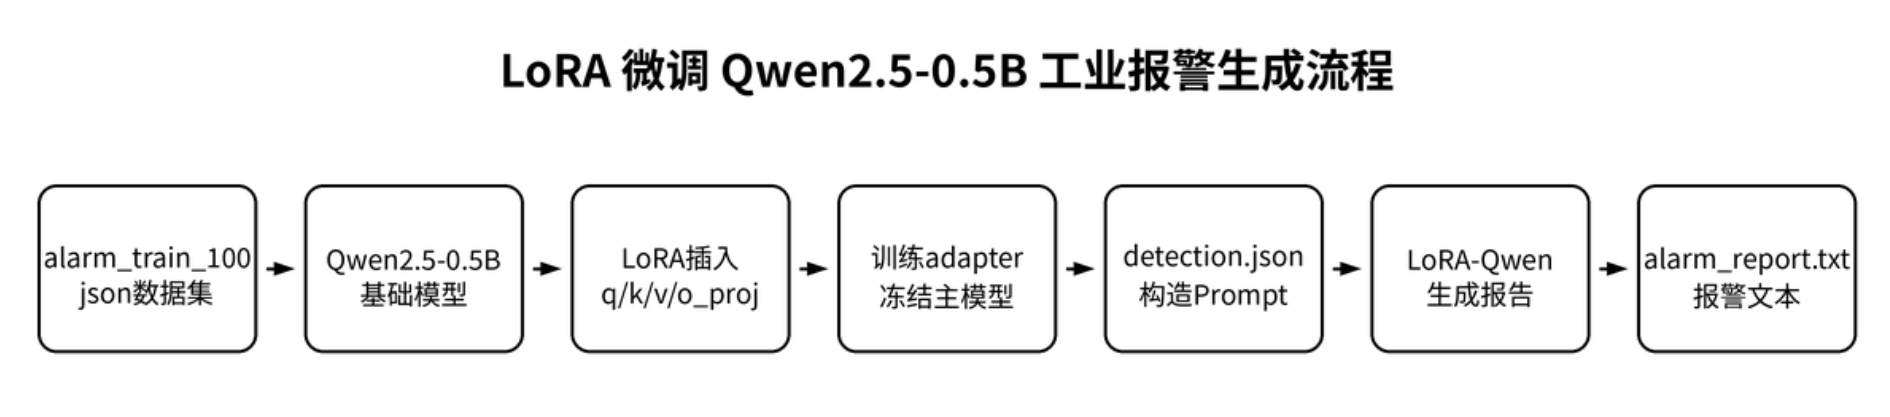 LoRA 微调 Qwen2.5-0.5B 工业报警生成流程
alarm_train_100
json数据集
Qwen2.5-0.5B
基础模型
LoRA插入
q/k/v/o_proj
训练adapter
冻结主模型
detection.json
构造Prompt
LoRA-Qwen
生成报告
alarm_report.txt
报警文本